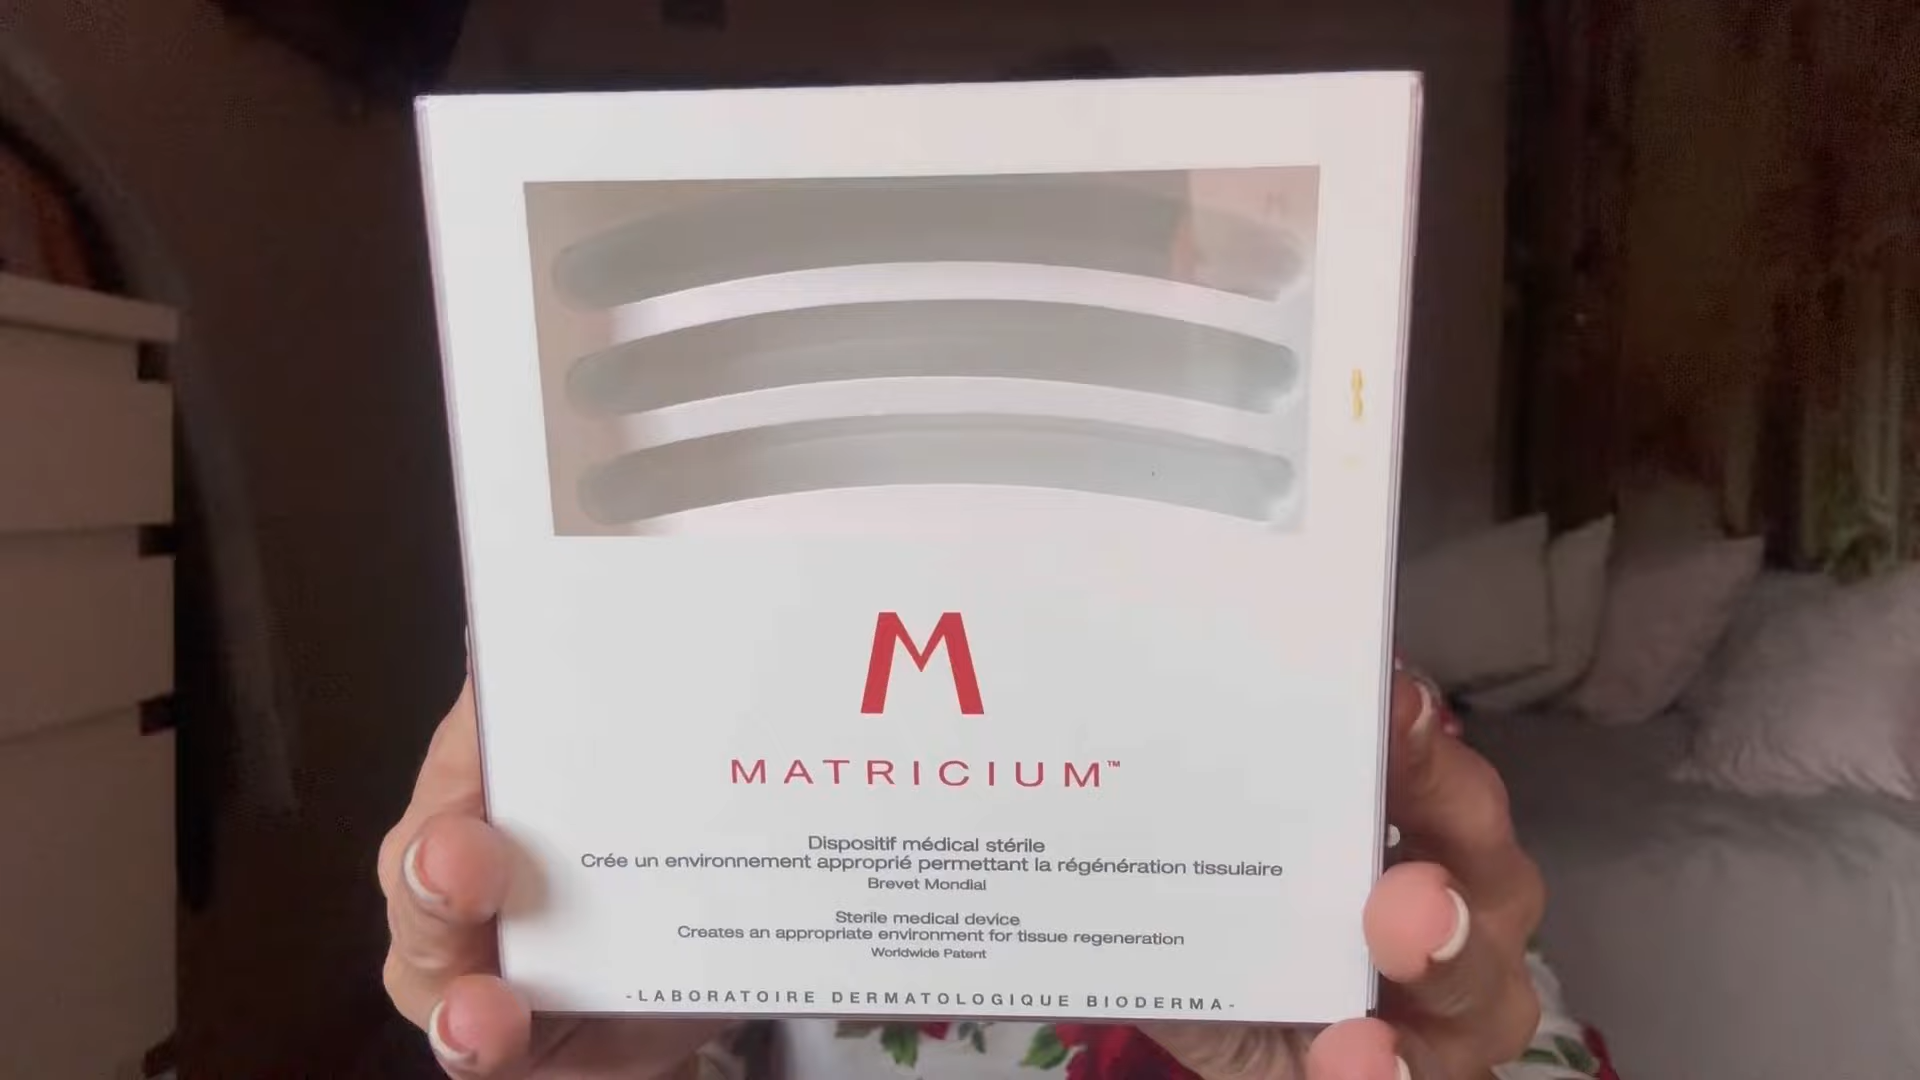 M
MATRICIUM™
Dispositif médical stérile
Crée un environnement approprié permettant la régénération tissulaire
Brevet Mondial
Sterile medical device
Creates an appropriate environment for tissue regeneration
Worldwide Patent
-LABORATOIRE DERMATOLOGIQUE BIODERMA-